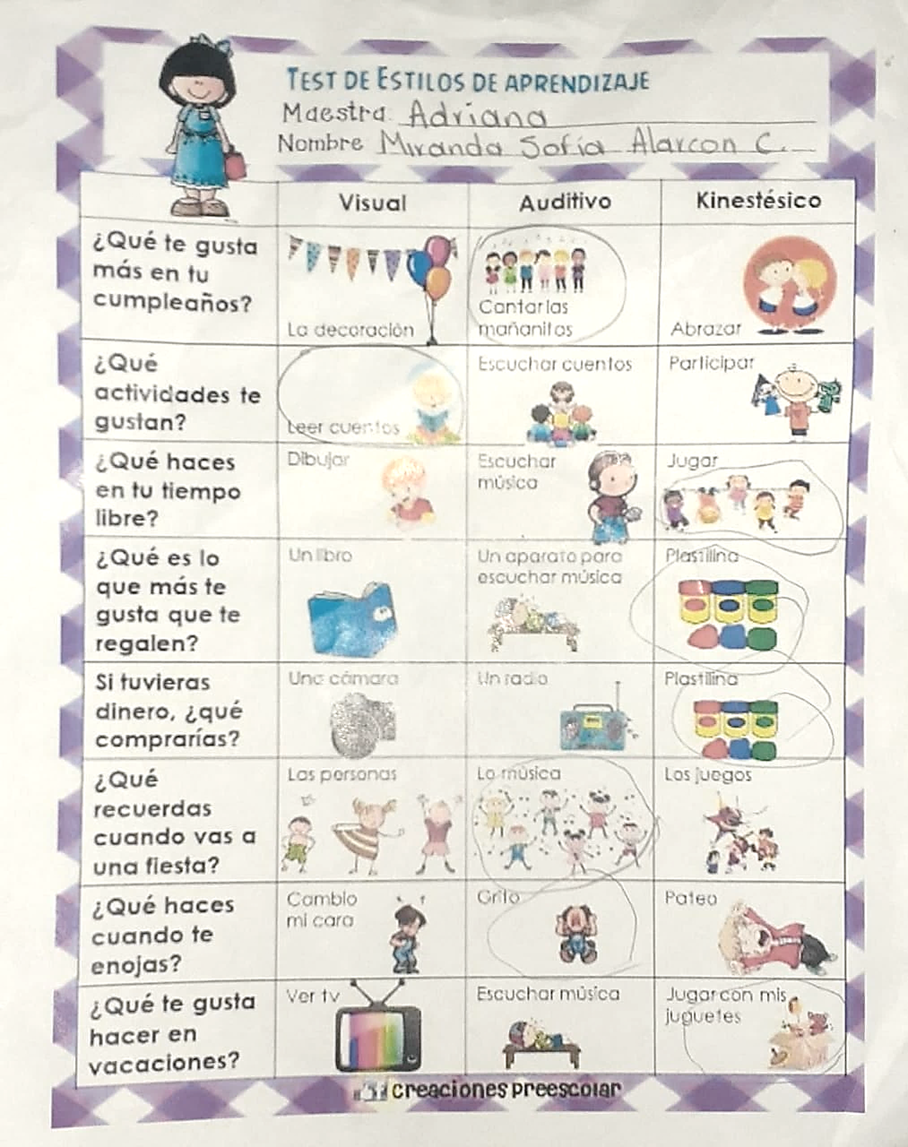 TEST DE ESTILOS DE APRENDIZAJE
Maestra Adriana
Nombre Miranda Sofía Alarcon C.
Visual Auditivo Kinestésico
¿Qué te gusta más en tu cumpleaños?
La decoración
Cantar las mañanitas
Abrazar
¿Qué actividades te gustan?
Leer cuentos
Escuchar cuentos
Participar
¿Qué haces en tu tiempo libre?
Dibujar
Escuchar música
Jugar
¿Qué es lo que más te gusta que te regalen?
Un libro
Un aparato para escuchar música
Plastilina
Si tuvieras dinero, ¿qué comprarías?
Una cámara
Un radio
Plastilina
¿Qué recuerdas cuando vas a una fiesta?
Las personas
La música
Los juegos
¿Qué haces cuando te enojas?
Cambio mi cara
Grito
Pateo
¿Qué te gusta hacer en vacaciones?
Ver tv
Escuchar música
Jugar con mis juguetes
Creaciones preescolar